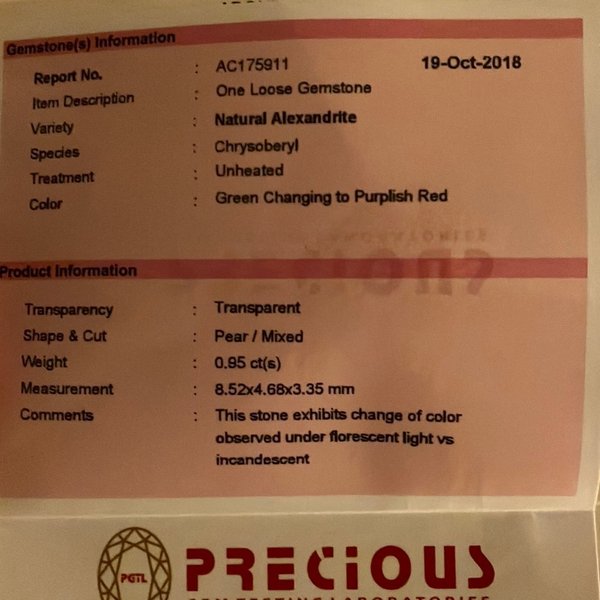 Gemstone(s) Information
Report No. : AC175911 19-Oct-2018
Item Description : One Loose Gemstone
Variety : Natural Alexandrite
Species : Chrysoberyl
Treatment : Unheated
Color : Green Changing to Purplish Red
Product Information
Transparency : Transparent
Shape & Cut : Pear / Mixed
Weight : 0.95 ct(s)
Measurement : 8.52x4.68x3.35 mm
Comments : This stone exhibits change of color
observed under florescent light vs
incandescent
PGTL
PRECiOUS
GEM TESTING LABORATORIES